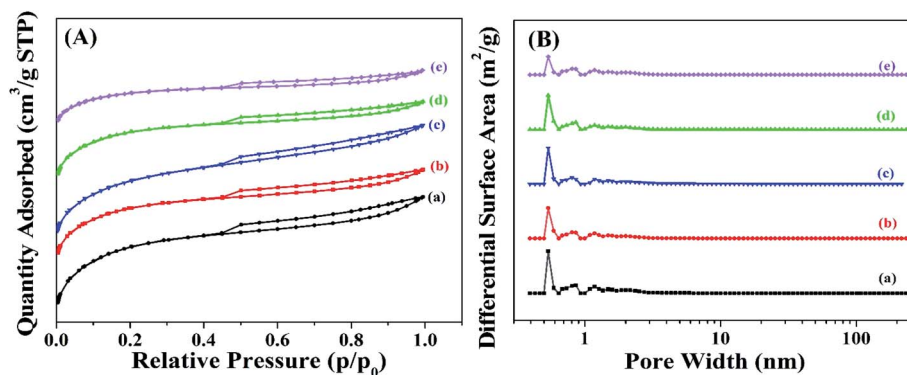 (A)
Quantity Adsorbed (cm³/g STP)
(e)
(d)
(c)
(b)
(a)
0.0 0.2 0.4 0.6 0.8 1.0
Relative Pressure (p/p₀)
(B)
Differential Surface Area (m²/g)
(e)
(d)
(c)
(b)
(a)
1 10 100
Pore Width (nm)